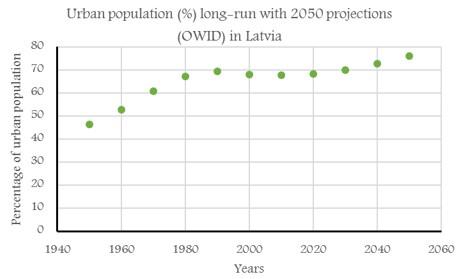 Urban population (%) long-run with 2050 projections
(OWID) in Latvia
Percentage of urban population
80
70
60
50
40
30
20
10
0
1940 1960 1980 2000 2020 2040 2060
Years